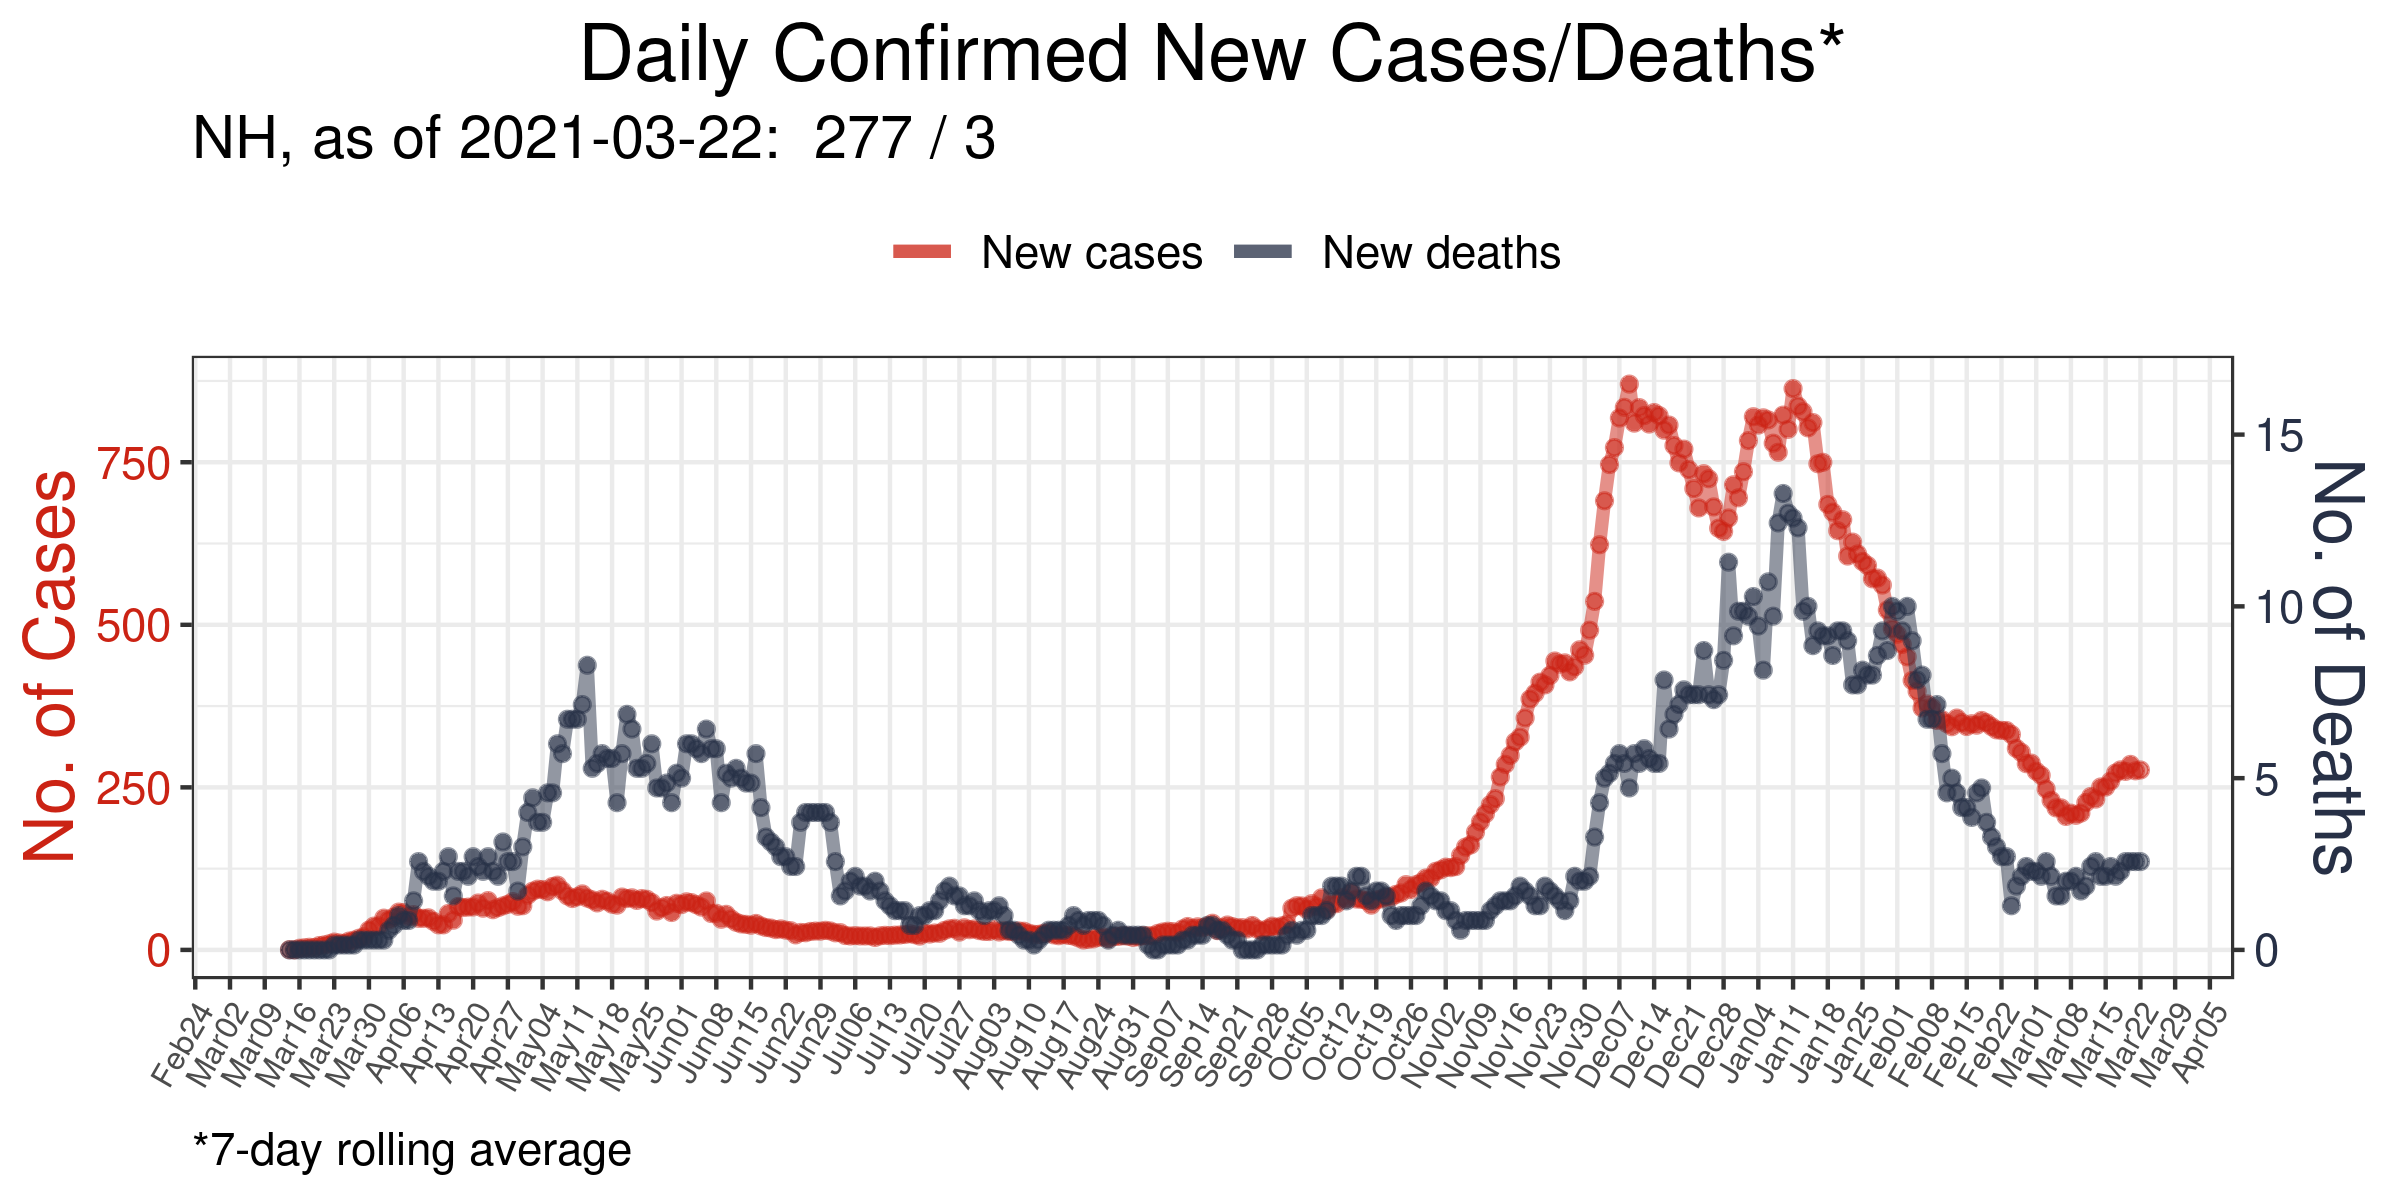 Daily Confirmed New Cases/Deaths*
NH, as of 2021-03-22:  277 / 3
New cases
New deaths
No. of Cases
750
500
250
0
15
10
5
0
No. of Deaths
Feb24
Mar02
Mar09
Mar16
Mar23
Mar30
Apr06
Apr13
Apr20
Apr27
May04
May11
May18
May25
Jun01
Jun08
Jun15
Jun22
Jun29
Jul06
Jul13
Jul20
Jul27
Aug03
Aug10
Aug17
Aug24
Aug31
Sep07
Sep14
Sep21
Sep28
Oct05
Oct12
Oct19
Oct26
Nov02
Nov09
Nov16
Nov23
Nov30
Dec07
Dec14
Dec21
Dec28
Jan04
Jan11
Jan18
Jan25
Feb01
Feb08
Feb15
Feb22
Mar01
Mar08
Mar15
Mar22
Mar29
Apr05
*7-day rolling average